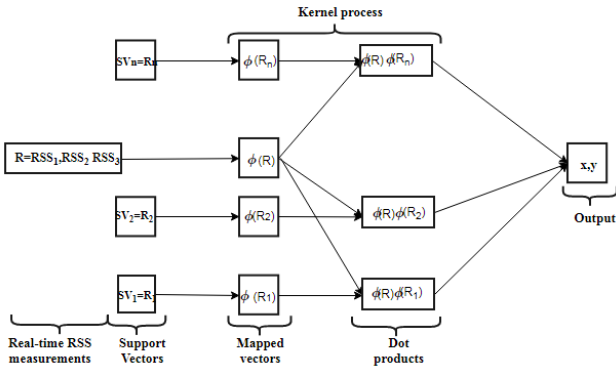 Kernel process
SVn=Rn
ϕ(Rn)
ϕ(R) ϕ(Rn)
R=RSS1,RSS2 RSS3
ϕ(R)
x,y
SV2=R2
ϕ(R2)
ϕ(R)ϕ(R2)
Output
SV1=R1
ϕ (R1)
ϕ(R)ϕ(R1)
Real-time RSS
measurements
Support
Vectors
Mapped
vectors
Dot
products